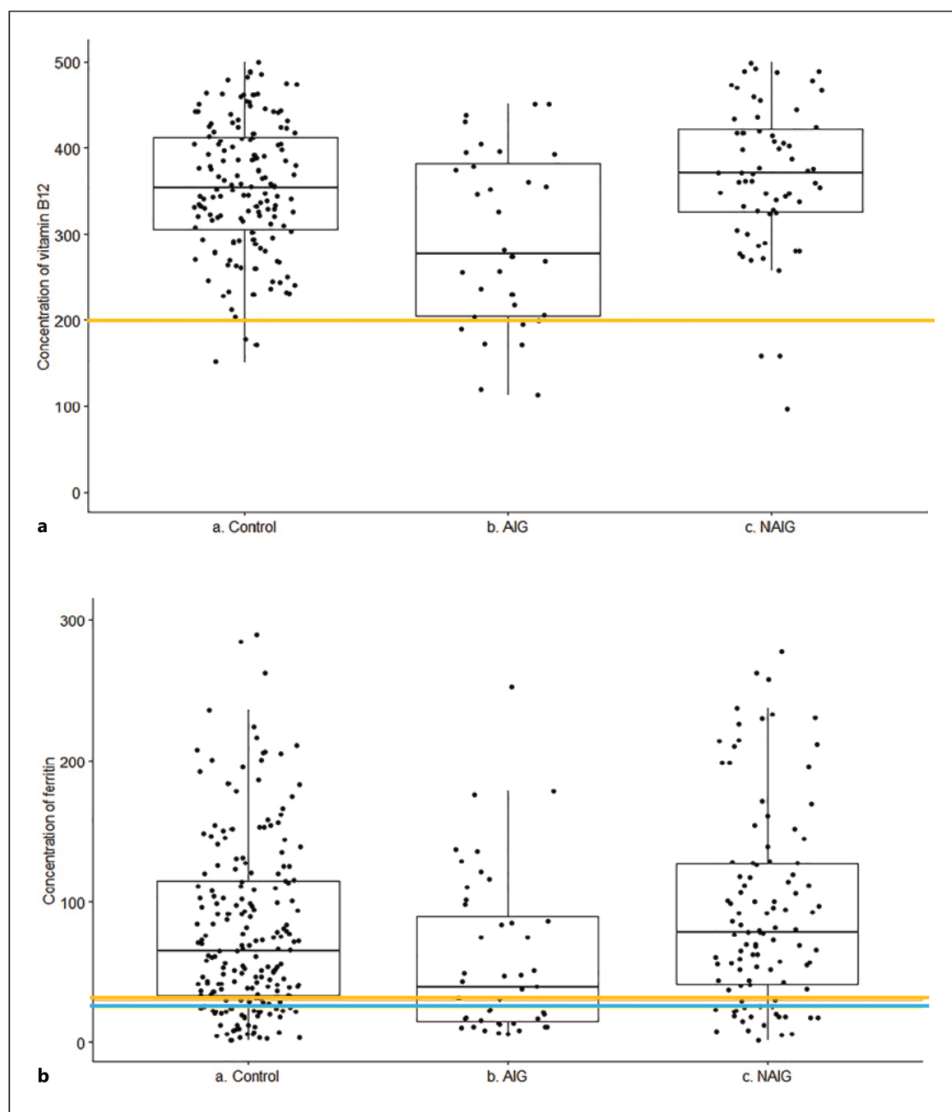 500
400
300
200
100
0
Concentration of vitamin B12
a. Control
b. AIG
c. NAIG
a
300
200
100
0
Concentration of ferritin
a. Control
b. AIG
c. NAIG
b